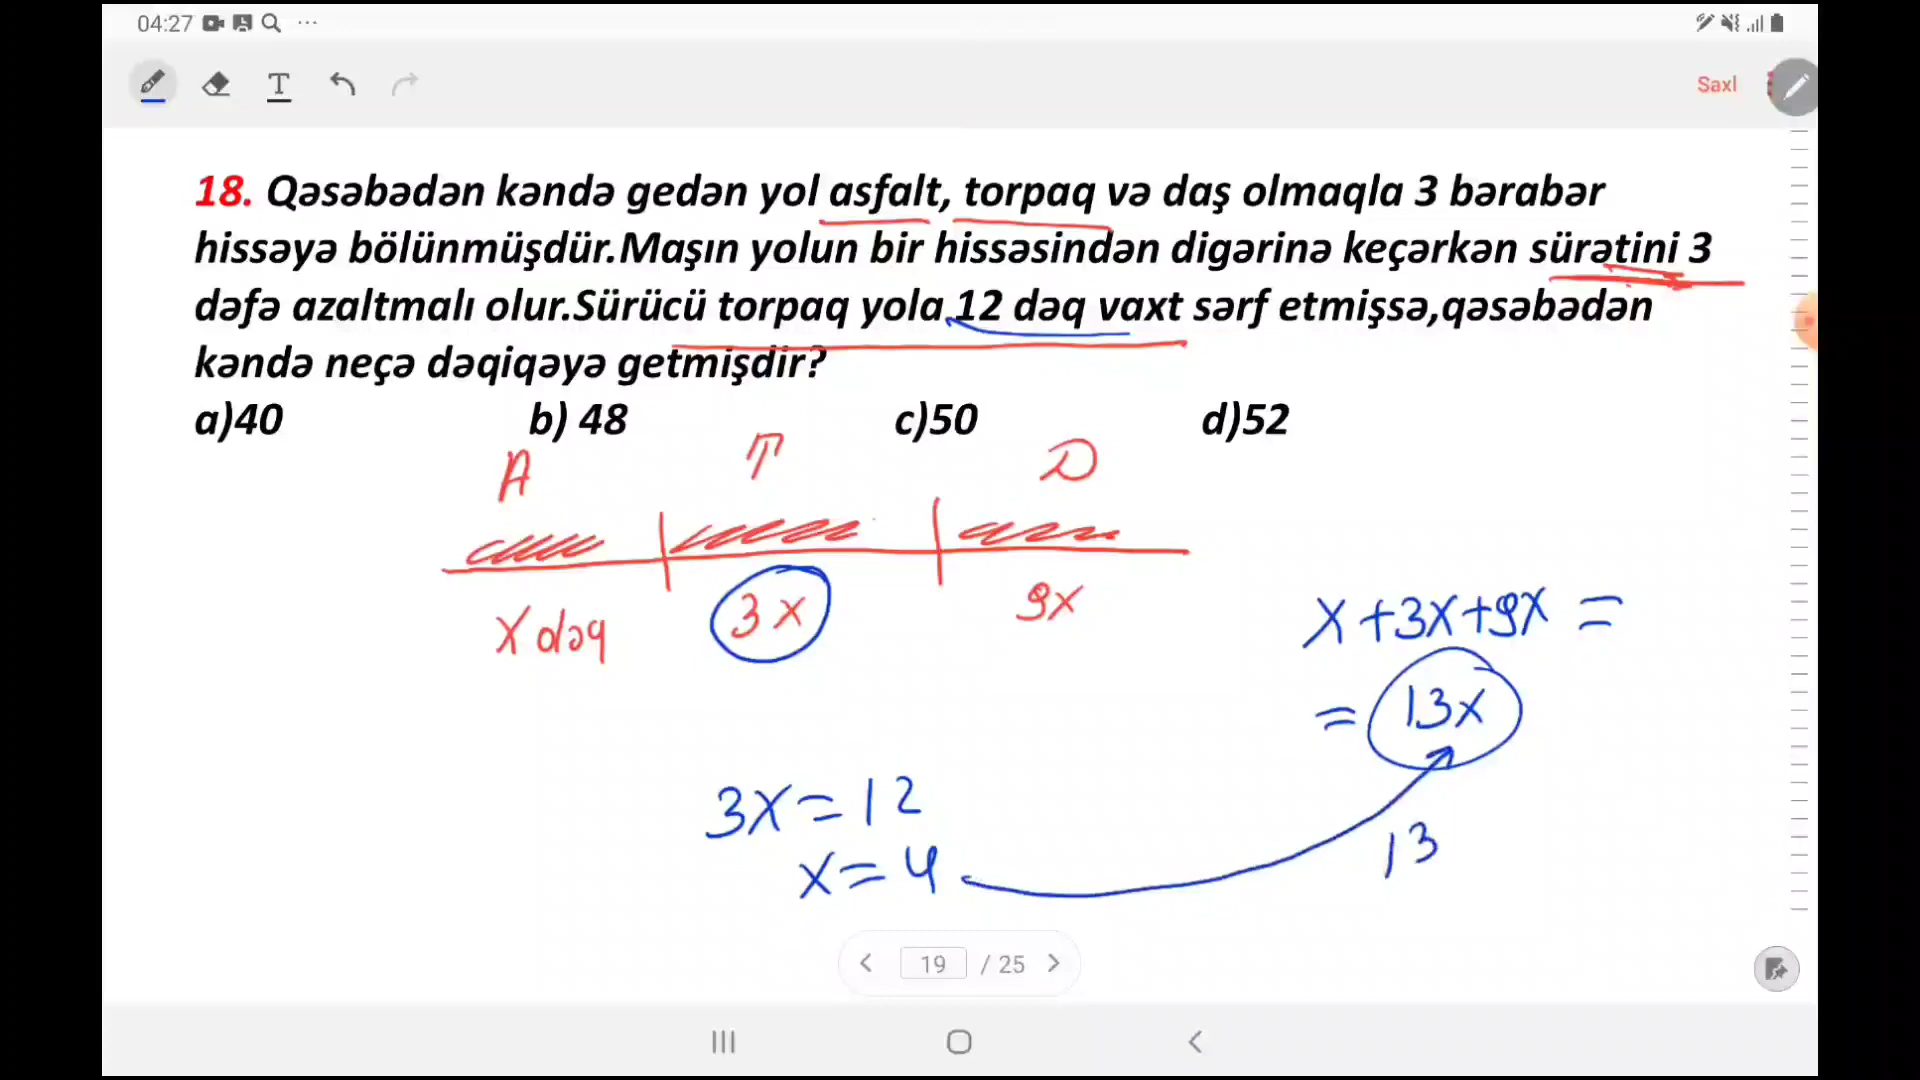 04:27
T
Saxl
18. Qəsəbədən kəndə gedən yol asfalt, torpaq və daş olmaqla 3 bərabər
hissəyə bölünmüşdür.Maşın yolun bir hissəsindən digərinə keçərkən sürətini 3
dəfə azaltmalı olur.Sürücü torpaq yola 12 dəq vaxt sərf etmişsə,qəsəbədən
kəndə neçə dəqiqəyə getmişdir?
a)40 b) 48 c)50 d)52
A T D
X dəq 3x 9x
x+3x+9x =
= 13x
3x=12
x=4
13
19 / 25